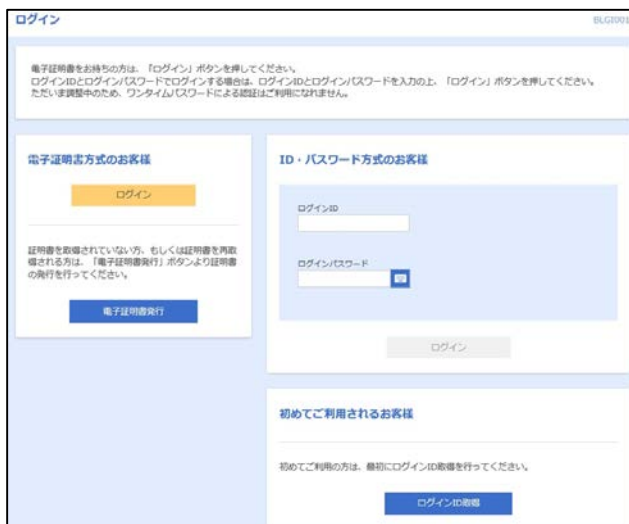 ログイン
BLGI001
電子証明書をお持ちの方は、「ログイン」ボタンを押してください。
ログインIDとログインパスワードでログインする場合は、ログインIDとログインパスワードを入力の上、「ログイン」ボタンを押してください。
ただいま調整中のため、ワンタイムパスワードによる認証はご利用になれません。
電子証明書方式のお客様
ログイン
証明書を取得されていない方、もしくは証明書を再取
得される方は、「電子証明書発行」ボタンより証明書
の発行を行ってください。
電子証明書発行
ID・パスワード方式のお客様
ログインID
ログインパスワード
ログイン
初めてご利用されるお客様
初めてご利用の方は、最初にログインID取得を行ってください。
ログインID取得